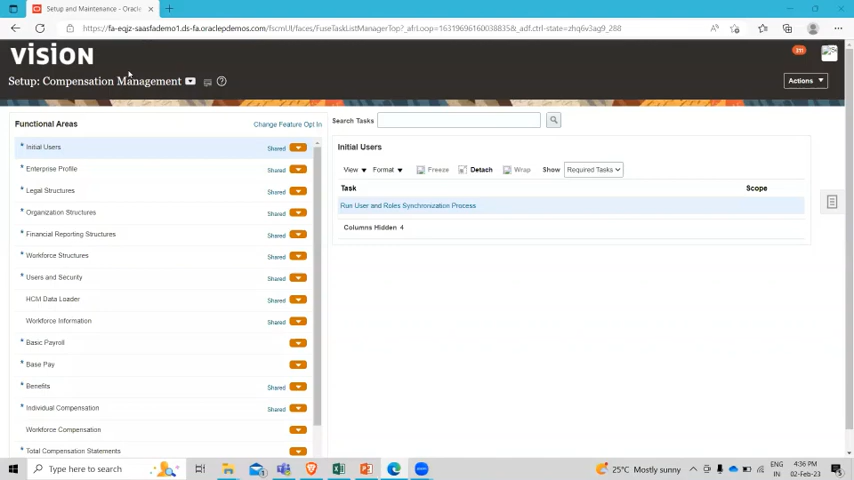 Setup and Maintenance - Oracle
https://fa-eqjz-saasfademo1.ds-fa.oraclepdemos.com/fscmUI/faces/FuseTaskListManagerTop?_afrLoop=16319696160038835&_adf.ctrl-state=zhq6v3ag9_288
VISION
Setup: Compensation Management
Actions
Functional Areas
Change Feature Opt In
Search Tasks
* Initial Users Shared
* Enterprise Profile Shared
* Legal Structures Shared
* Organization Structures Shared
* Financial Reporting Structures Shared
* Workforce Structures Shared
* Users and Security Shared
HCM Data Loader Shared
Workforce Information Shared
* Basic Payroll
* Base Pay
* Benefits Shared
* Individual Compensation Shared
Workforce Compensation
* Total Compensation Statements
Initial Users
View Format Freeze Detach Wrap Show Required Tasks
Task Scope
Run User and Roles Synchronization Process
Columns Hidden 4
Type here to search
25°C Mostly sunny
ENG
IN
4:36 PM
02-Feb-23